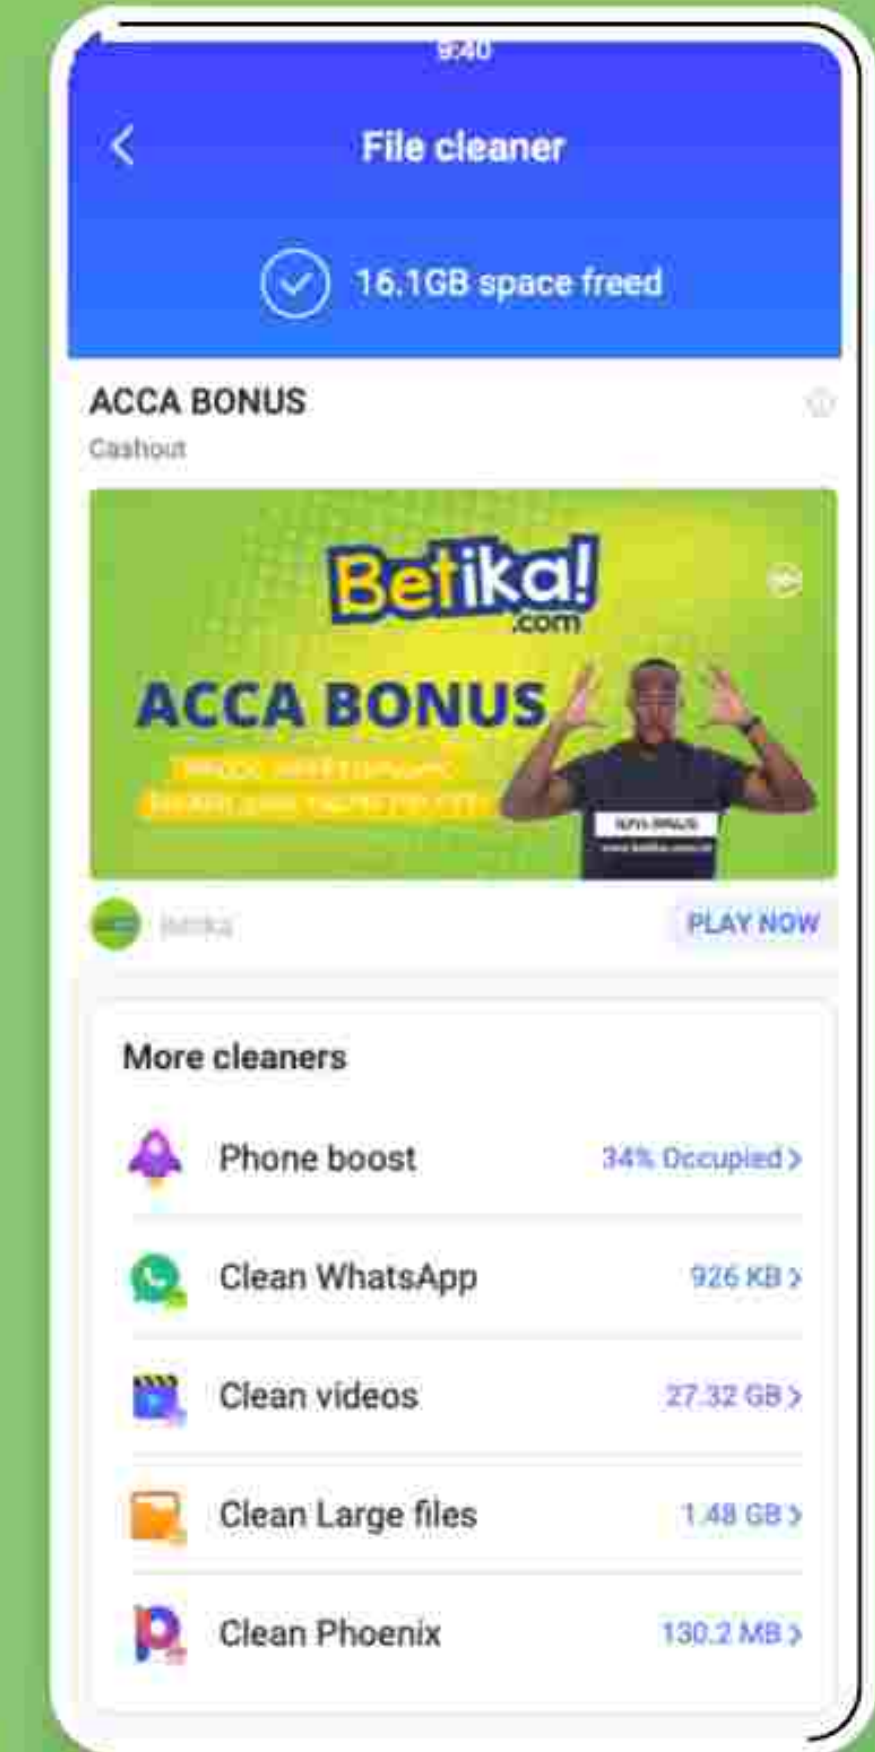 9:40
File cleaner
16.1GB space freed
ACCA BONUS
Cashout
Betika!
.com
ACCA BONUS
PLAY NOW
More cleaners
Phone boost
34% Occupied
Clean WhatsApp
926 KB
Clean videos
27.32 GB
Clean Large files
1.48 GB
Clean Phoenix
130.2 MB